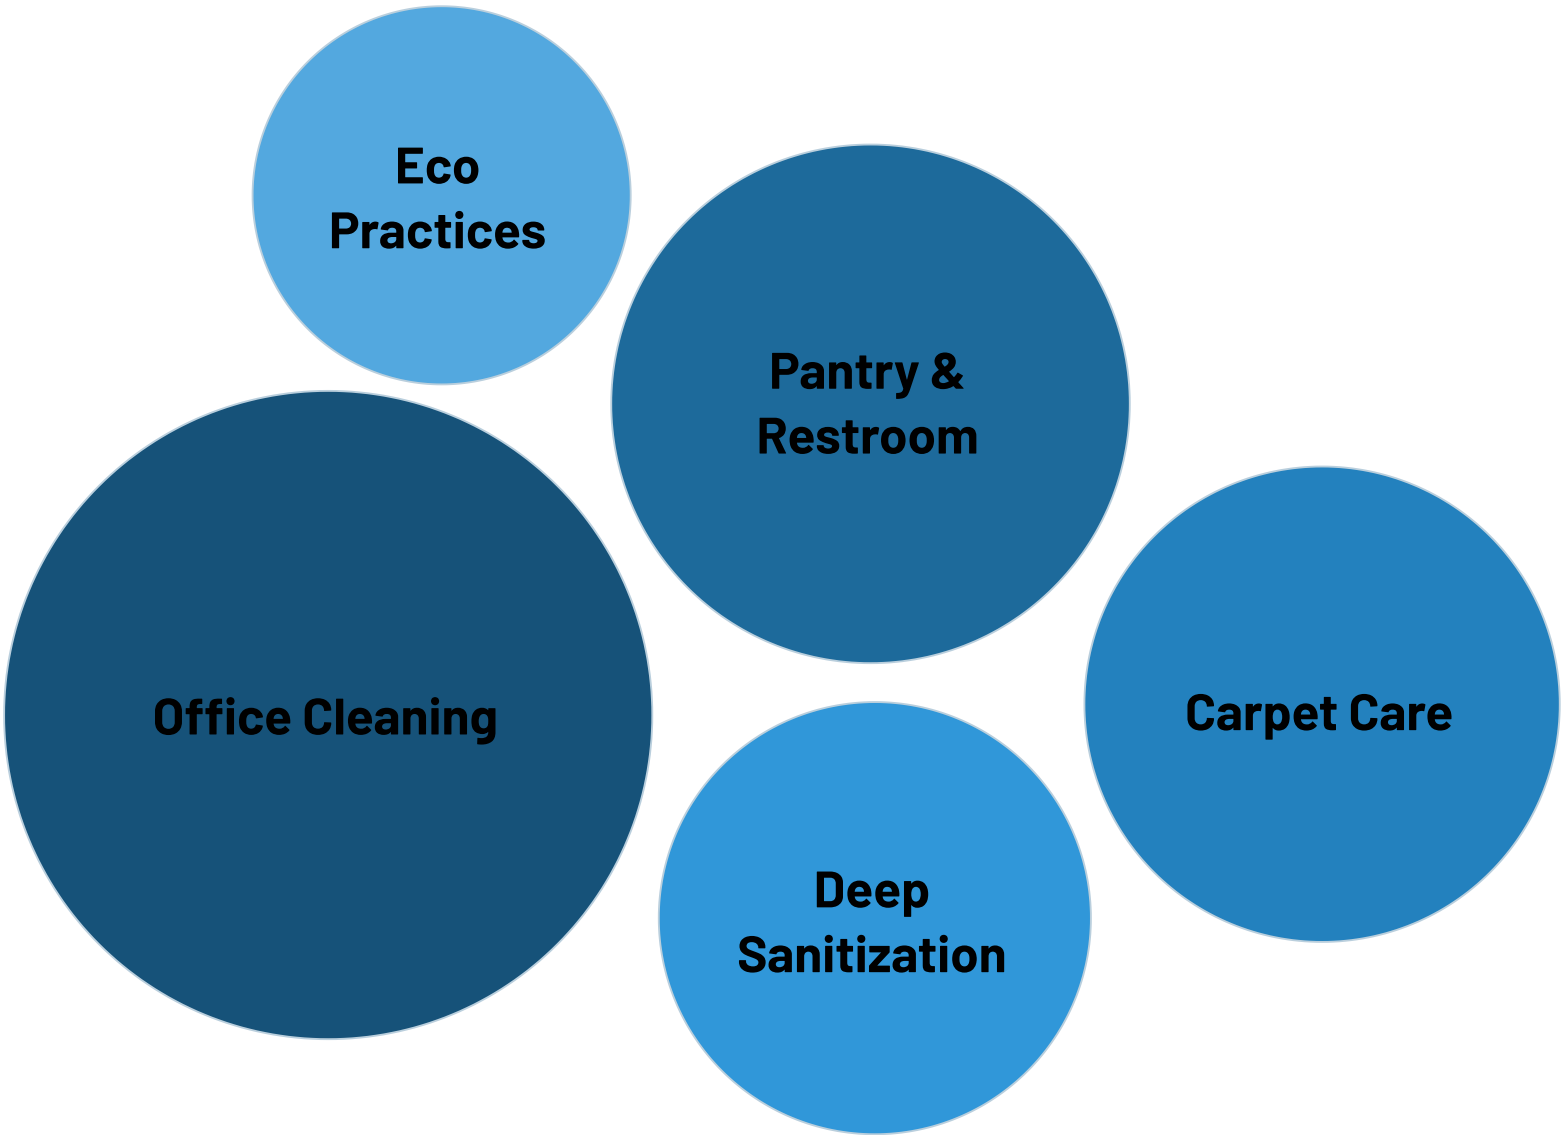 Eco
Practices
Pantry &
Restroom
Office Cleaning
Carpet Care
Deep
Sanitization